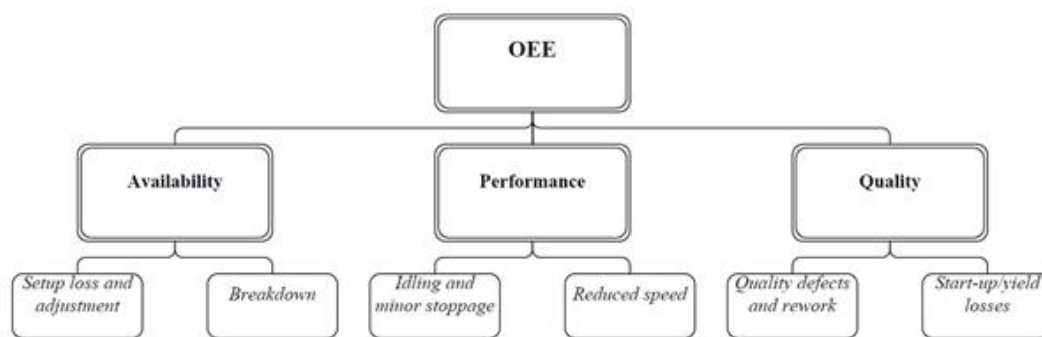 OEE
Availability
Performance
Quality
Setup loss and
adjustment
Breakdown
Idling and
minor stoppage
Reduced speed
Quality defects
and rework
Start-up/yield
losses